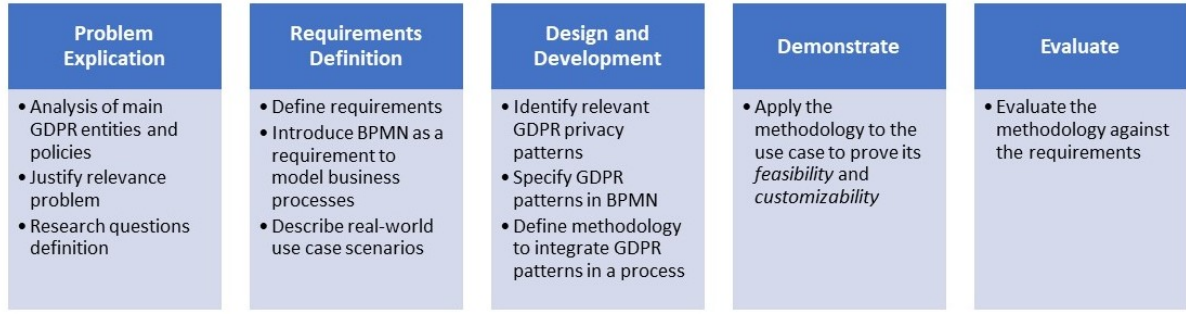 Problem
Explication
• Analysis of main
GDPR entities and
policies
• Justify relevance
problem
• Research questions
definition
Requirements
Definition
• Define requirements
• Introduce BPMN as a
requirement to
model business
processes
• Describe real-world
use case scenarios
Design and
Development
• Identify relevant
GDPR privacy
patterns
• Specify GDPR
patterns in BPMN
• Define methodology
to integrate GDPR
patterns in a process
Demonstrate
• Apply the
methodology to the
use case to prove its
feasibility and
customizability
Evaluate
• Evaluate the
methodology against
the requirements